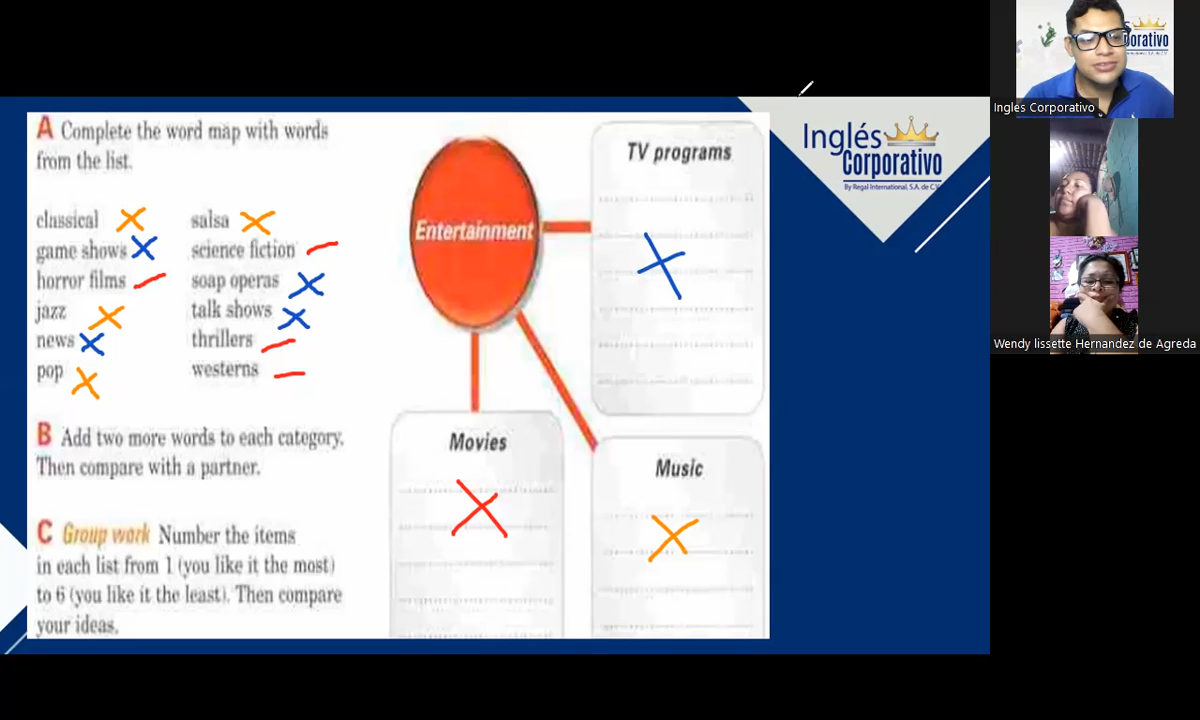 A Complete the word map with words
from the list.
classical
game shows
horror films
jazz
news
pop
salsa
science fiction
soap operas
talk shows
thrillers
westerns
B Add two more words to each category.
Then compare with a partner.
C Group work Number the items
in each list from 1 (you like it the most)
to 6 (you like it the least). Then compare
your ideas.
Entertainment
TV programs
Movies
Music
Inglés
Corporativo
By Regal International, S.A. de C.V.
orporativo
Ingles Corporativo
Wendy lissette Hernandez de Agreda